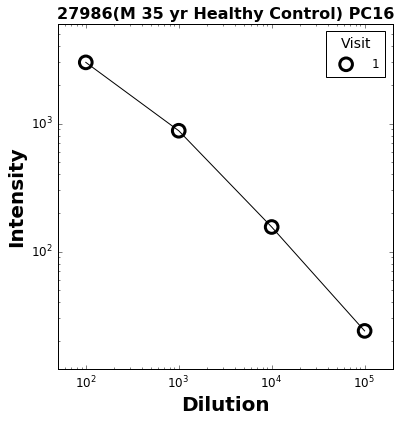 27986(M 35 yr Healthy Control) PC16
Visit
1
Intensity
10³
10²
10² 10³ 10⁴ 10⁵
Dilution